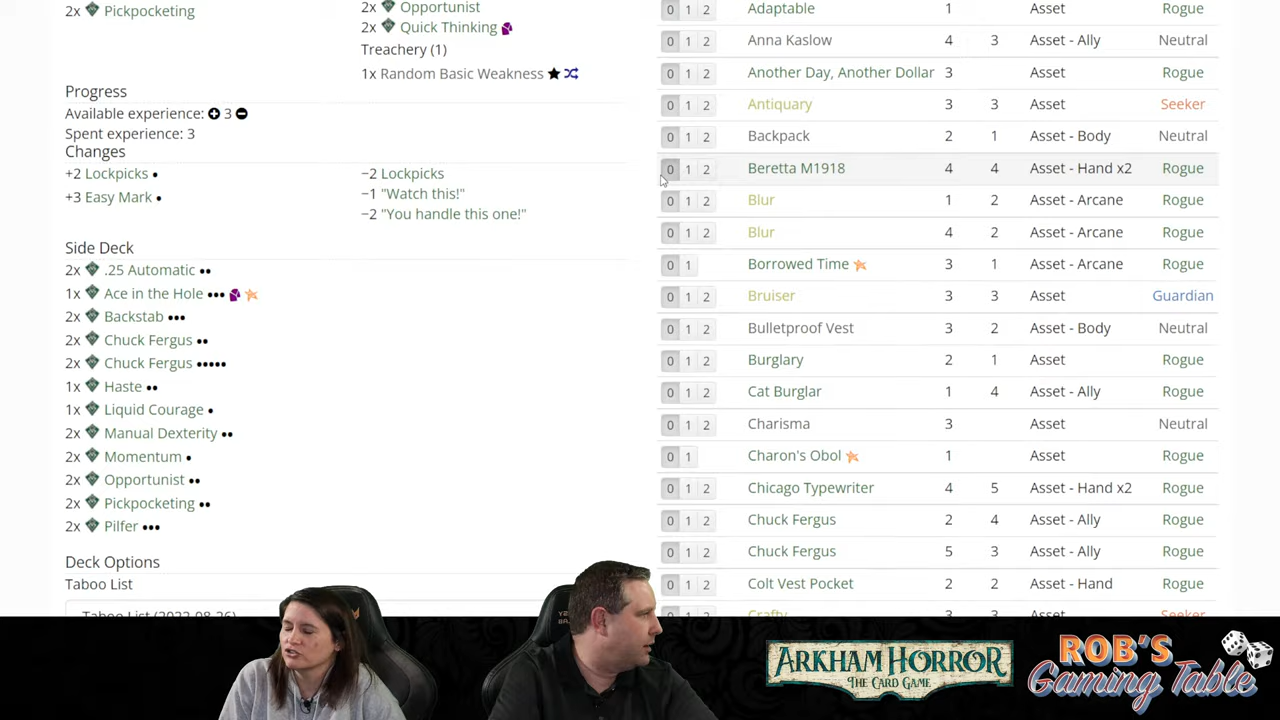 2x Pickpocketing
2x Opportunist
2x Quick Thinking
Treachery (1)
1x Random Basic Weakness
Progress
Available experience: 3
Spent experience: 3
Changes
+2 Lockpicks •
+3 Easy Mark •
−2 Lockpicks
−1 "Watch this!"
−2 "You handle this one!"
Side Deck
2x .25 Automatic ••
1x Ace in the Hole •••
2x Backstab •••
2x Chuck Fergus ••
2x Chuck Fergus •••••
1x Haste ••
1x Liquid Courage •
2x Manual Dexterity ••
2x Momentum •
2x Opportunist ••
2x Pickpocketing ••
2x Pilfer •••
Deck Options
Taboo List
Taboo List (2022-08-26)
0 1 2 Adaptable 1 Asset Rogue
0 1 2 Anna Kaslow 4 3 Asset - Ally Neutral
0 1 2 Another Day, Another Dollar 3 Asset Rogue
0 1 2 Antiquary 3 3 Asset Seeker
0 1 2 Backpack 2 1 Asset - Body Neutral
0 1 2 Beretta M1918 4 4 Asset - Hand x2 Rogue
0 1 2 Blur 1 2 Asset - Arcane Rogue
0 1 2 Blur 4 2 Asset - Arcane Rogue
0 1 Borrowed Time 3 1 Asset - Arcane Rogue
0 1 2 Bruiser 3 3 Asset Guardian
0 1 2 Bulletproof Vest 3 2 Asset - Body Neutral
0 1 2 Burglary 2 1 Asset Rogue
0 1 2 Cat Burglar 1 4 Asset - Ally Rogue
0 1 2 Charisma 3 Asset Neutral
0 1 Charon's Obol 1 Asset Rogue
0 1 2 Chicago Typewriter 4 5 Asset - Hand x2 Rogue
0 1 2 Chuck Fergus 2 4 Asset - Ally Rogue
0 1 2 Chuck Fergus 5 3 Asset - Ally Rogue
0 1 2 Colt Vest Pocket 2 2 Asset - Hand Rogue
Crafty 3 3 Asset Seeker
ARKHAM HORROR
THE CARD GAME
ROB'S
Gaming Table